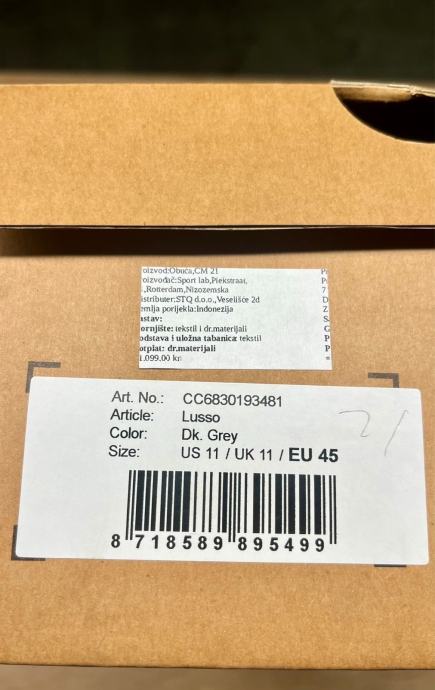 oizvod:Obuća,CM 21
oizvođač:Sport lab,Piekstraat,
,Rotterdam,Nizozemska
istributer:STQ d.o.o.,Veselišće 2d
emlja porijekla:Indonezija
astav:
ornjište: tekstil i dr.materijali
odstava i uložna tabanica: tekstil
otplat: dr.materijali
1.099.00 kn
Art. No.: CC6830193481
Article: Lusso
Color: Dk. Grey
Size: US 11 / UK 11 / EU 45
21
8 718589 895499